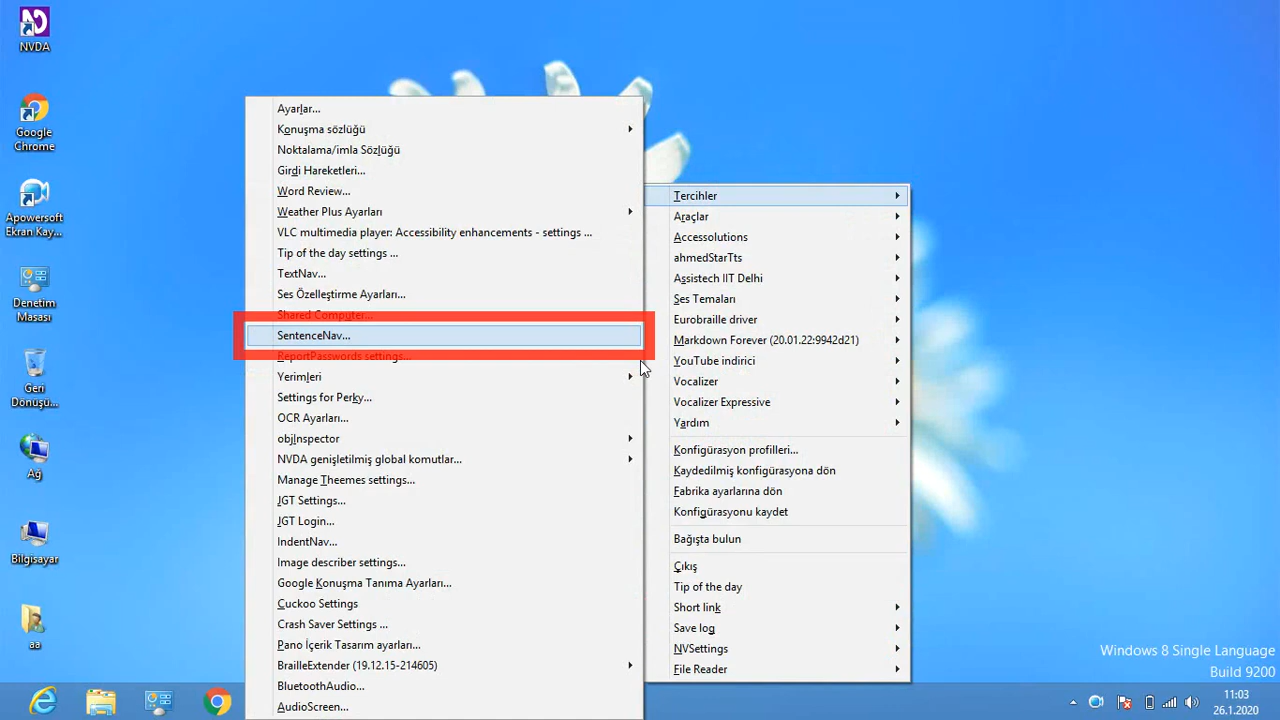 NVDA
Google
Chrome
Apowersoft
Ekran Kay...
Denetim
Masası
Geri
Dönüşü...
Ağ
Bilgisayar
aa
Ayarlar...
Konuşma sözlüğü
Noktalama/imla Sözlüğü
Girdi Hareketleri...
Word Review...
Weather Plus Ayarları
VLC multimedia player: Accessibility enhancements - settings ...
Tip of the day settings ...
TextNav...
Ses Özelleştirme Ayarları...
Shared Computer...
SentenceNav...
ReportPasswords settings...
Yerimleri
Settings for Perky...
OCR Ayarları...
objInspector
NVDA genişletilmiş global komutlar...
Manage Theemes settings...
JGT Settings...
JGT Login...
IndentNav...
Image describer settings...
Google Konuşma Tanıma Ayarları...
Cuckoo Settings
Crash Saver Settings ...
Pano İçerik Tasarım ayarları...
BrailleExtender (19.12.15-214605)
BluetoothAudio...
AudioScreen...
Tercihler
Araçlar
Accessolutions
ahmedStarTts
Assistech IIT Delhi
Ses Temaları
Eurobraille driver
Markdown Forever (20.01.22:9942d21)
YouTube indirici
Vocalizer
Vocalizer Expressive
Yardım
Konfigürasyon profilleri...
Kaydedilmiş konfigürasyona dön
Fabrika ayarlarına dön
Konfigürasyonu kaydet
Bağışta bulun
Çıkış
Tip of the day
Short link
Save log
NVSettings
File Reader
Windows 8 Single Language
Build 9200
11:03
26.1.2020